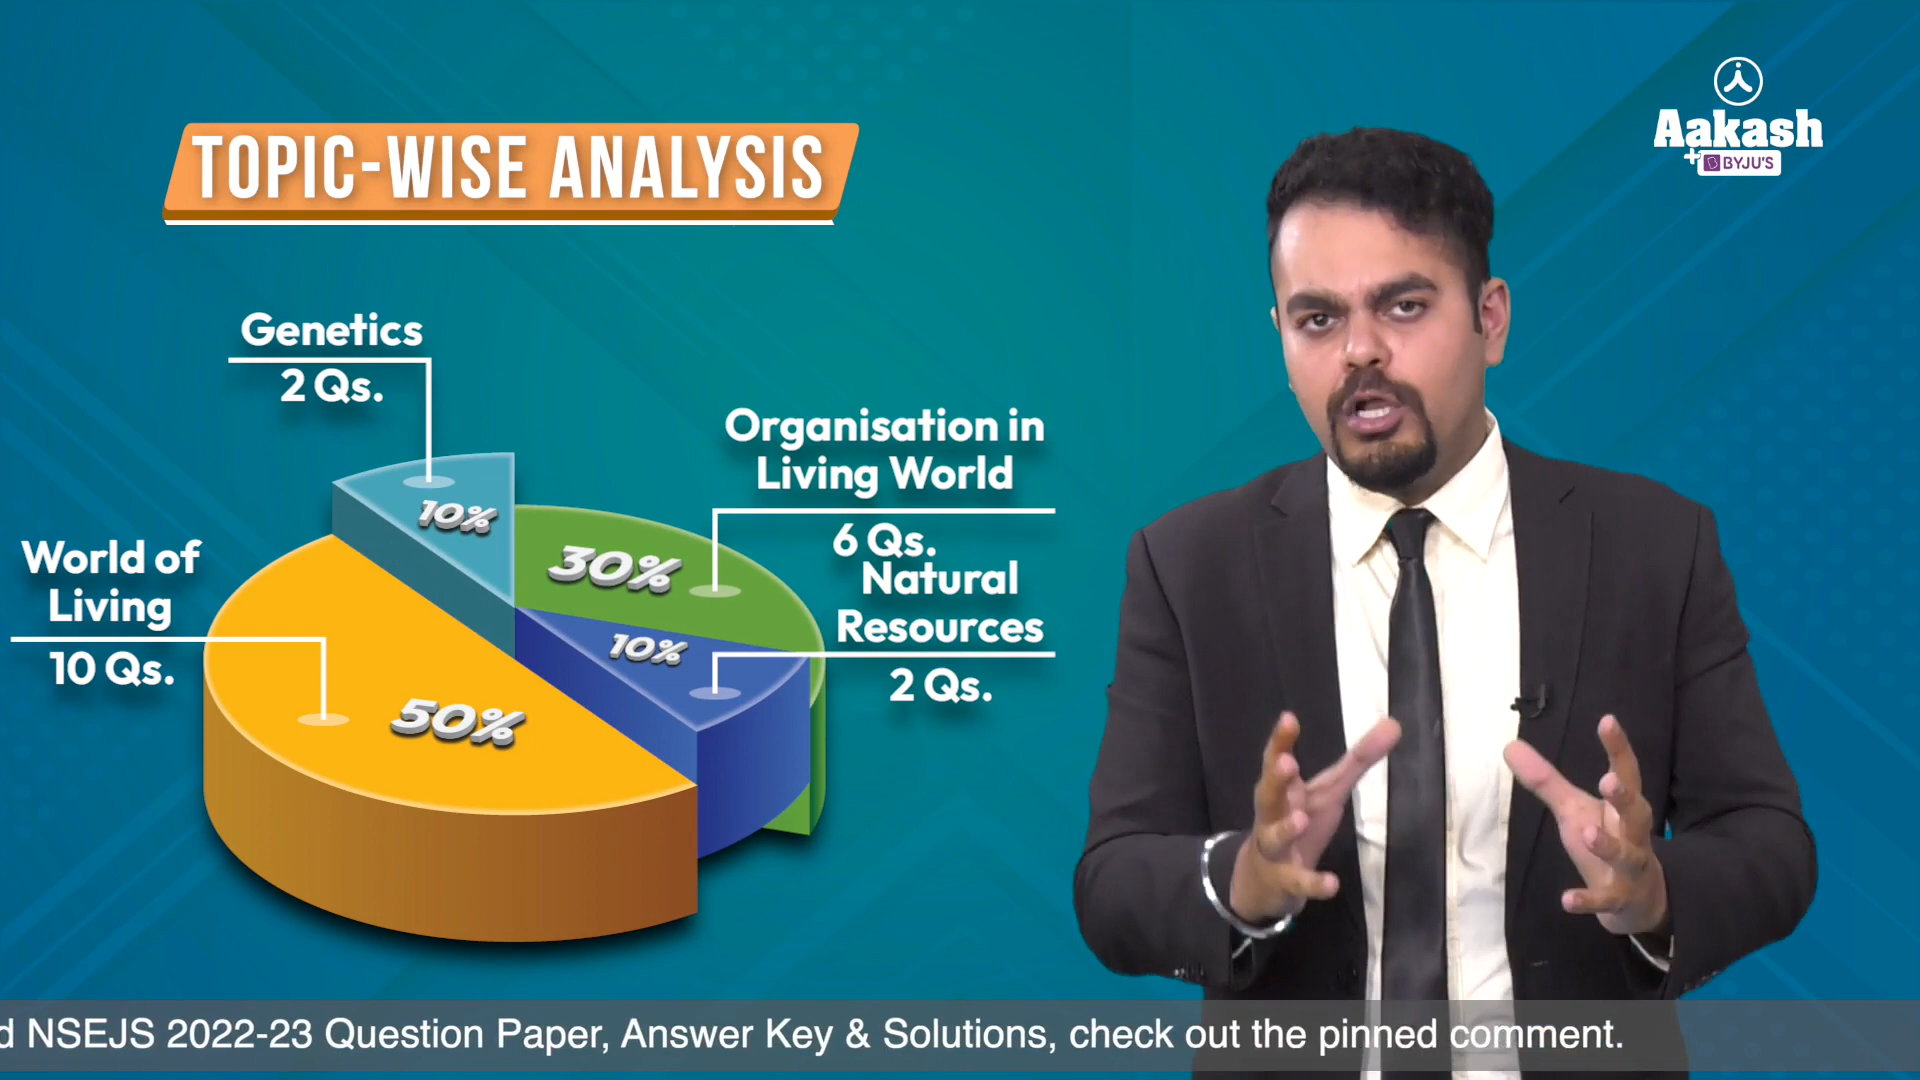 Aakash
+ BYJU'S
TOPIC-WISE ANALYSIS
Genetics
2 Qs.
10%
Organisation in
Living World
6 Qs.
30%
Natural
Resources
2 Qs.
10%
World of
Living
10 Qs.
50%
d NSEJS 2022-23 Question Paper, Answer Key & Solutions, check out the pinned comment.